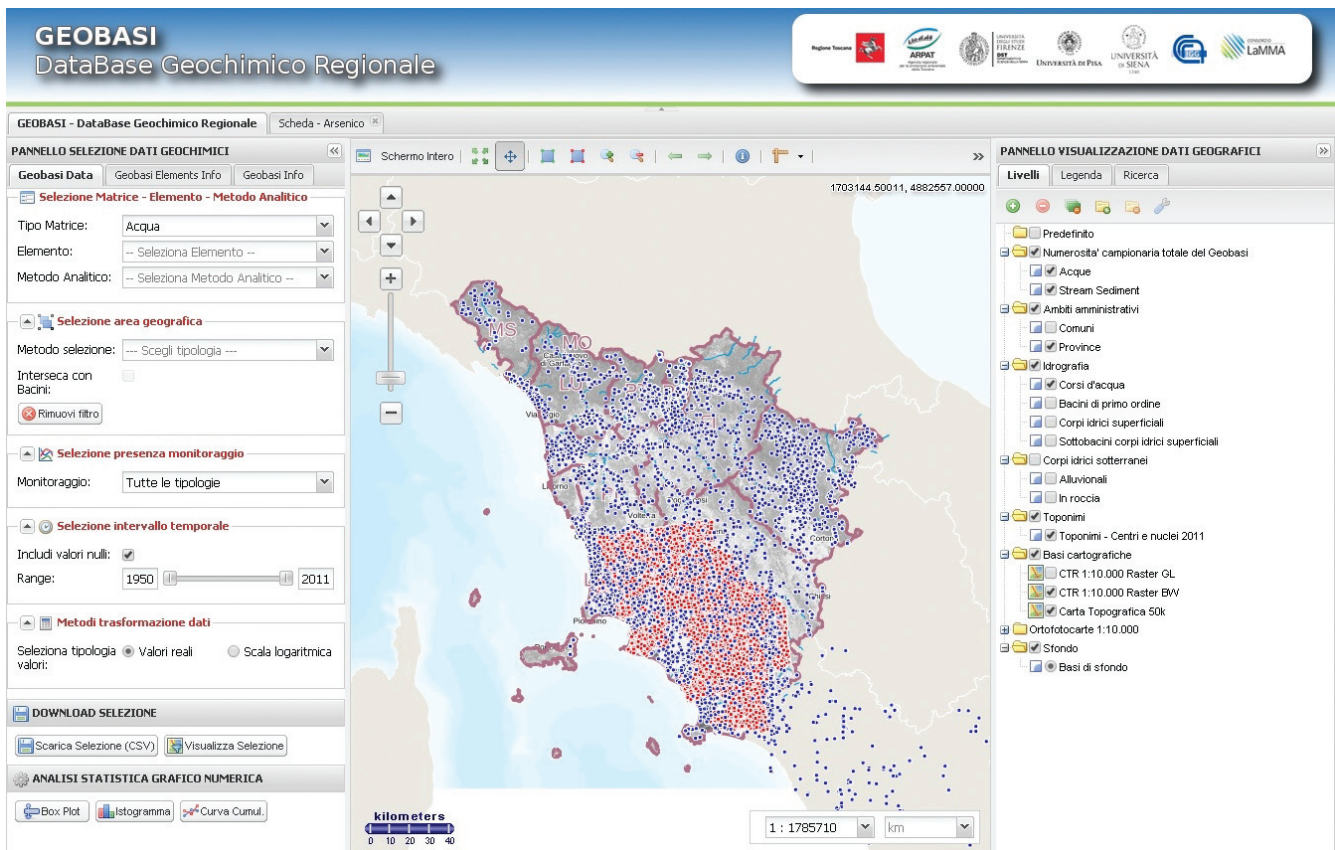 GEOBASI
DataBase Geochimico Regionale
Regione Toscana
ARPAT
UNIVERSITÀ
DEGLI STUDI
FIRENZE
DST
UNIVERSITÀ DI PISA
UNIVERSITÀ
DI SIENA
1240
IGG
CONSORZIO
LaMMA
GEOBASI - DataBase Geochimico Regionale
Scheda - Arsenico
PANNELLO SELEZIONE DATI GEOCHIMICI
Geobasi Data
Geobasi Elements Info
Geobasi Info
Selezione Matrice - Elemento - Metodo Analitico
Tipo Matrice: Acqua
Elemento: -- Seleziona Elemento --
Metodo Analitico: -- Seleziona Metodo Analitico --
Selezione area geografica
Metodo selezione: --- Scegli tipologia ---
Interseca con
Bacini:
Rimuovi filtro
Selezione presenza monitoraggio
Monitoraggio: Tutte le tipologie
Selezione intervallo temporale
Includi valori nulli:
Range: 1950 2011
Metodi trasformazione dati
Seleziona tipologia Valori reali Scala logaritmica
valori:
DOWNLOAD SELEZIONE
Scarica Selezione (CSV) Visualizza Selezione
ANALISI STATISTICA GRAFICO NUMERICA
Box Plot Istogramma Curva Cumul.
Schermo Intero
1703144.50011, 4882557.00000
MS
MO
LU
Volterra
kilometers
0 10 20 30 40
1 : 1785710
km
PANNELLO VISUALIZZAZIONE DATI GEOGRAFICI
Livelli
Legenda
Ricerca
Predefinito
Numerosita' campionaria totale del Geobasi
Acque
Stream Sediment
Ambiti amministrativi
Comuni
Province
Idrografia
Corsi d'acqua
Bacini di primo ordine
Corpi idrici superficiali
Sottobacini corpi idrici superficiali
Corpi idrici sotterranei
Alluvionali
In roccia
Toponimi
Toponimi - Centri e nuclei 2011
Basi cartografiche
CTR 1:10.000 Raster GL
CTR 1:10.000 Raster BW
Carta Topografica 50k
Ortofotocarte 1:10.000
Sfondo
Basi di sfondo